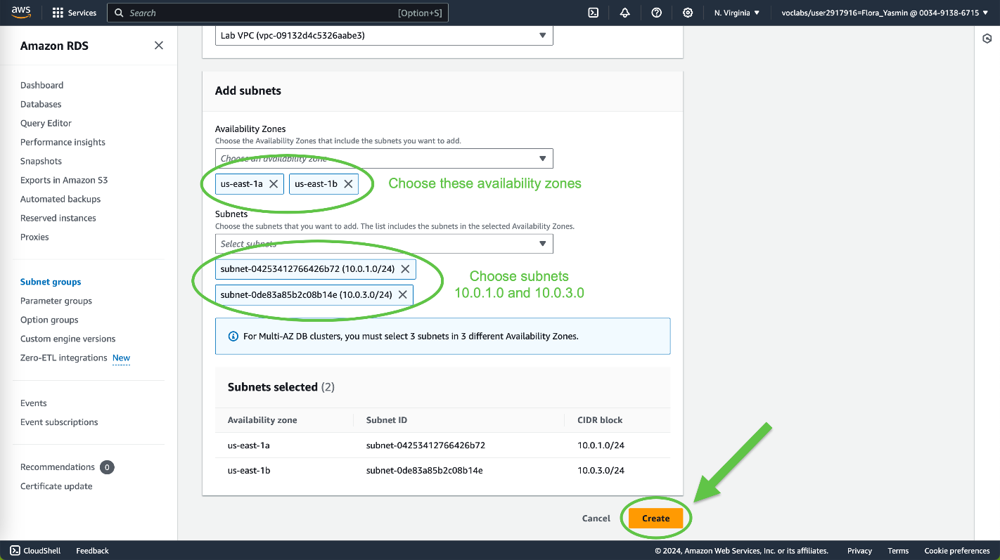 aws
Services
Search
[Option+S]
N. Virginia
voclabs/user2917916=Flora_Yasmin @ 0034-9138-6715
Amazon RDS
Dashboard
Databases
Query Editor
Performance insights
Snapshots
Exports in Amazon S3
Automated backups
Reserved instances
Proxies
Subnet groups
Parameter groups
Option groups
Custom engine versions
Zero-ETL integrations New
Events
Event subscriptions
Recommendations 0
Certificate update
Lab VPC (vpc-09132d4c5326aabe3)
Add subnets
Availability Zones
Choose the Availability Zones that include the subnets you want to add.
Choose an availability zone
us-east-1a us-east-1b
Choose these availability zones
Subnets
Choose the subnets that you want to add. The list includes the subnets in the selected Availability Zones.
Select subnets
subnet-04253412766426b72 (10.0.1.0/24)
subnet-0de83a85b2c08b14e (10.0.3.0/24)
Choose subnets
10.0.1.0 and 10.0.3.0
For Multi-AZ DB clusters, you must select 3 subnets in 3 different Availability Zones.
Subnets selected (2)
Availability zone Subnet ID CIDR block
us-east-1a subnet-04253412766426b72 10.0.1.0/24
us-east-1b subnet-0de83a85b2c08b14e 10.0.3.0/24
Cancel Create
CloudShell Feedback
© 2024, Amazon Web Services, Inc. or its affiliates. Privacy Terms Cookie preferences